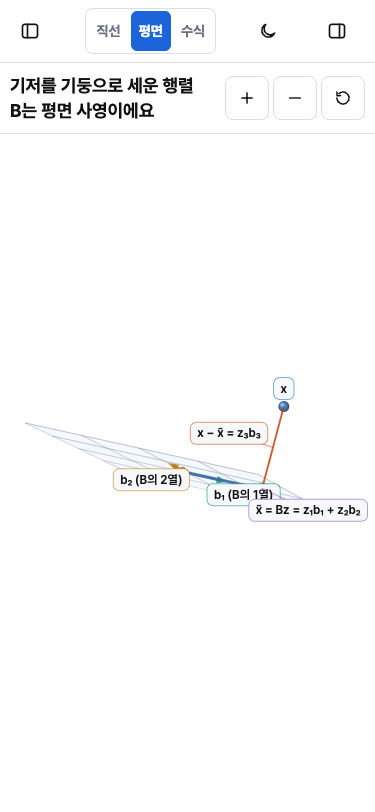 직선 평면 수식
기저를 기둥으로 세운 행렬
B는 평면 사영이에요
x
x − x̃ = z₃b₃
b₂ (B의 2열)
b₁ (B의 1열)
x̃ = Bz = z₁b₁ + z₂b₂